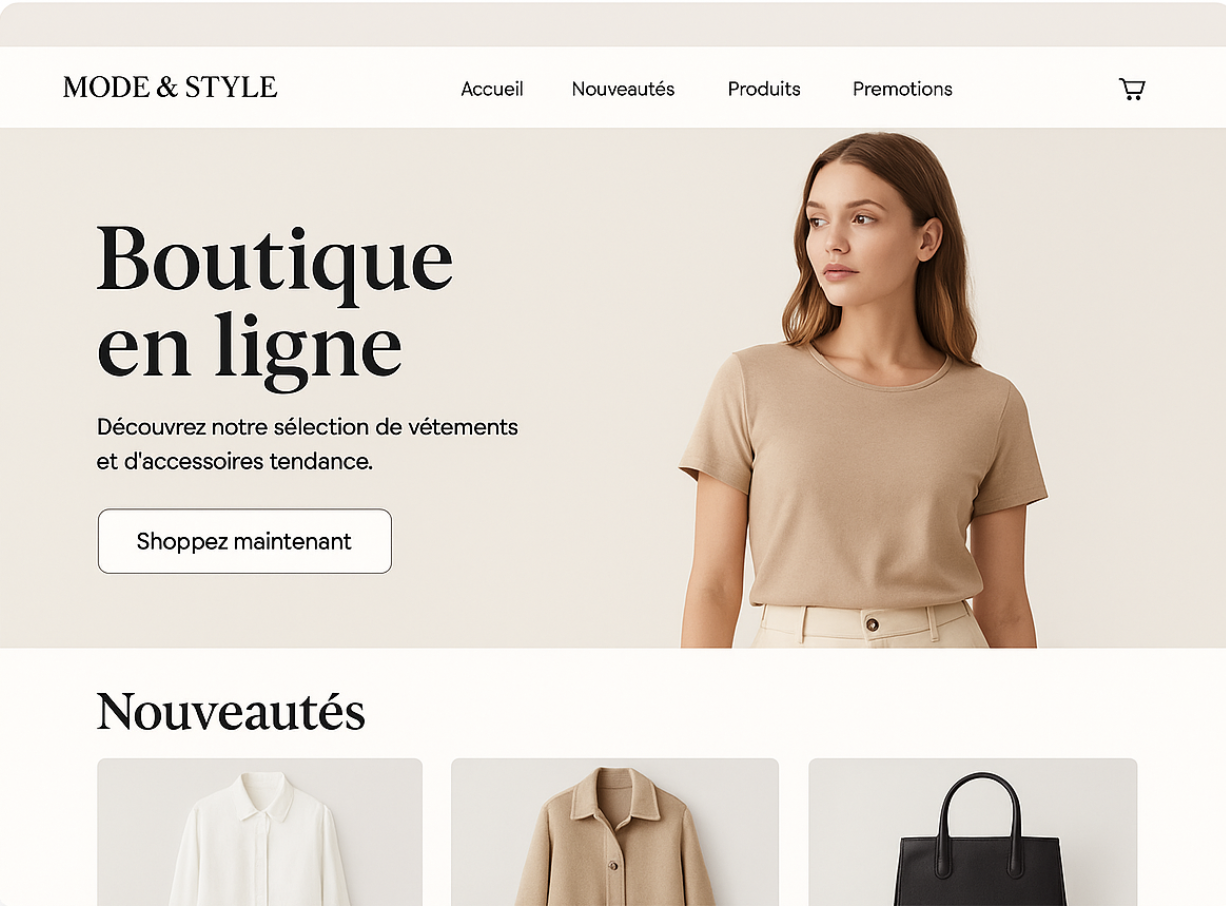 MODE & STYLE
Accueil Nouveautés Produits Premotions
Boutique
en ligne
Découvrez notre sélection de vétements
et d'accessoires tendance.
Shoppez maintenant
Nouveautés